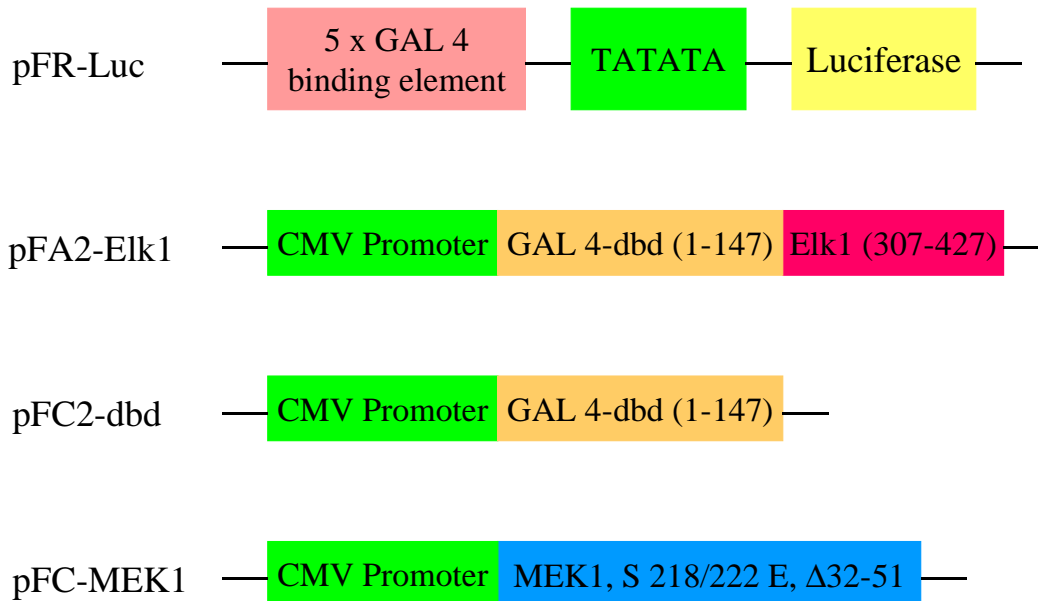 pFR-Luc
5 x GAL 4
binding element
TATATA
Luciferase
pFA2-Elk1
CMV Promoter
GAL 4-dbd (1-147)
Elk1 (307-427)
pFC2-dbd
CMV Promoter
GAL 4-dbd (1-147)
pFC-MEK1
CMV Promoter
MEK1, S 218/222 E, Δ32-51